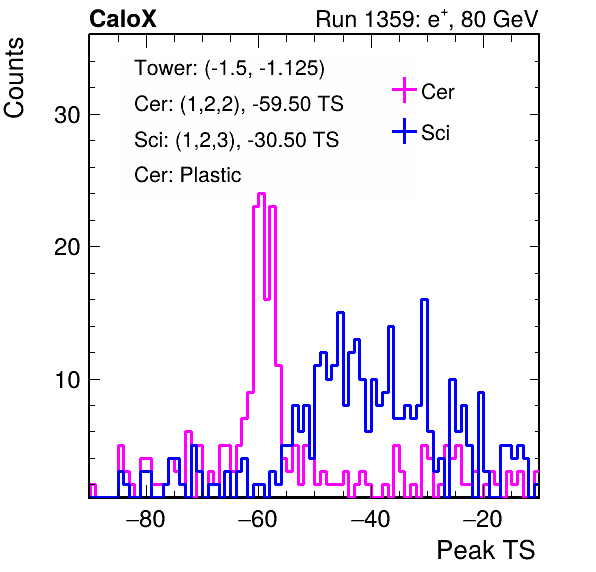 CaloX Run 1359: e⁺, 80 GeV
Counts
Tower: (-1.5, -1.125)
Cer: (1,2,2), -59.50 TS
Sci: (1,2,3), -30.50 TS
Cer: Plastic
Cer
Sci
30
20
10
−80 −60 −40 −20
Peak TS